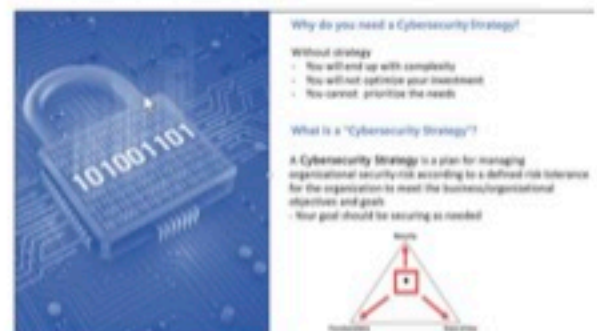 Why do you need a Cybersecurity Strategy?
Without strategy
- You will end up with complexity
- You will not optimize your investment
- You cannot prioritize the needs
What is a "Cybersecurity Strategy"?
A Cybersecurity Strategy is a plan for managing
organizational security risk according to a defined risk tolerance
for the organization to meet the business/organizational
objectives and goals
- Your goal should be securing as needed
101001101
Security
Functionality